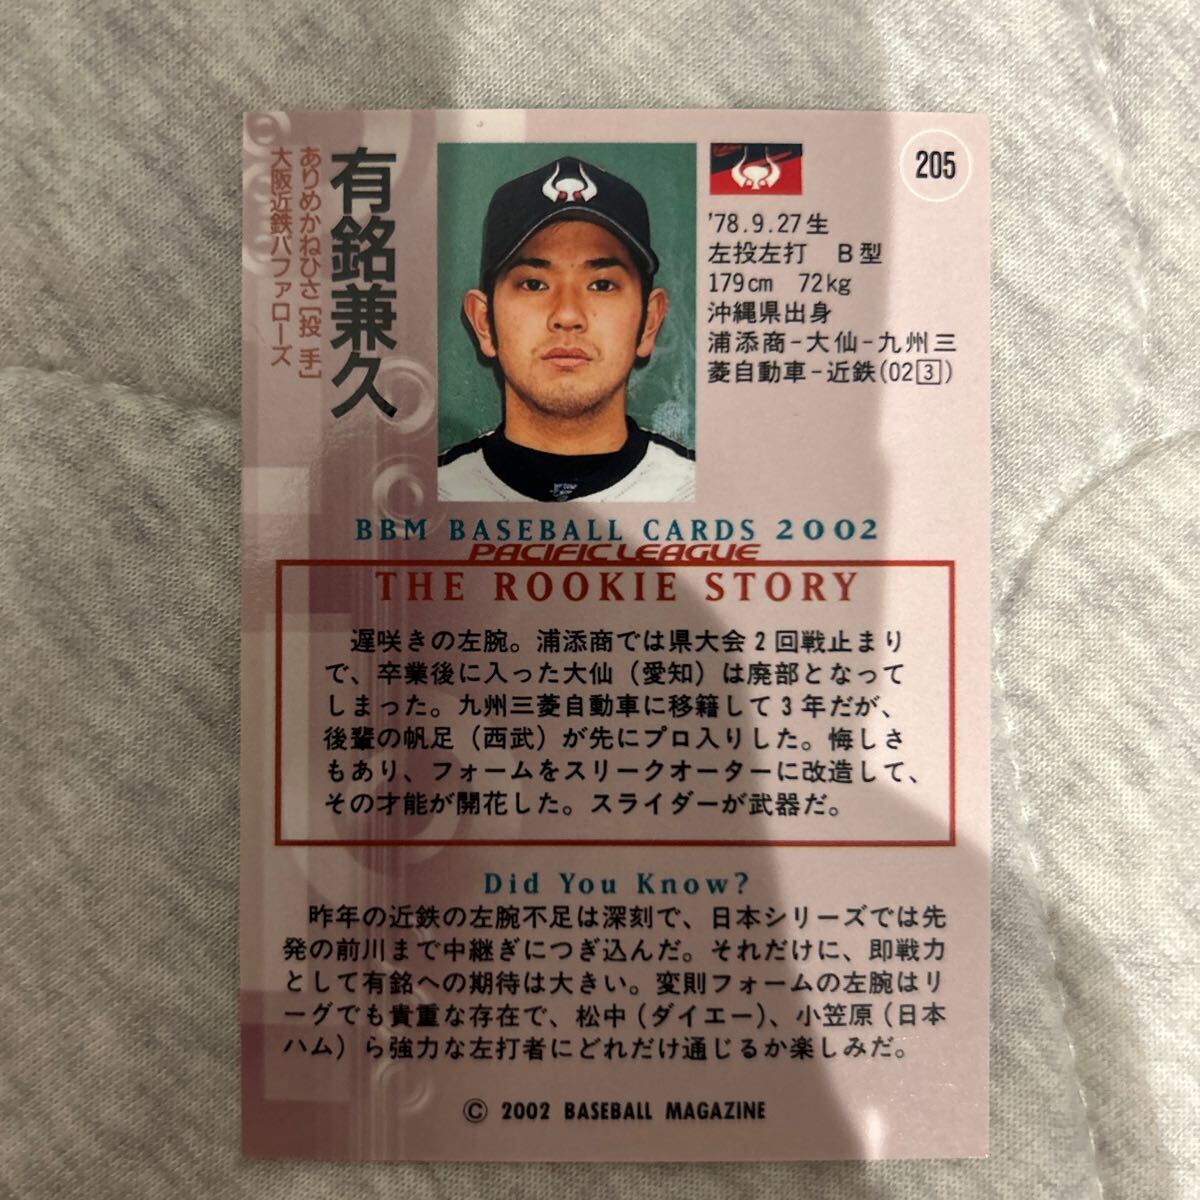 205
有銘兼久
ありめかねひさ［投 手］
大阪近鉄バファローズ
'78.9.27生
左投左打 B型
179cm 72kg
沖縄県出身
浦添商-大仙-九州三
菱自動車-近鉄(02③)
BBM BASEBALL CARDS 2002
PACIFIC LEAGUE
THE ROOKIE STORY
遅咲きの左腕。浦添商では県大会2回戦止まり
で、卒業後に入った大仙（愛知）は廃部となって
しまった。九州三菱自動車に移籍して3年だが、
後輩の帆足（西武）が先にプロ入りした。悔しさ
もあり、フォームをスリークオーターに改造して、
その才能が開花した。スライダーが武器だ。
Did You Know?
昨年の近鉄の左腕不足は深刻で、日本シリーズでは先
発の前川まで中継ぎにつぎ込んだ。それだけに、即戦力
として有銘への期待は大きい。変則フォームの左腕はリ
ーグでも貴重な存在で、松中（ダイエー）、小笠原（日本
ハム）ら強力な左打者にどれだけ通じるか楽しみだ。
© 2002 BASEBALL MAGAZINE